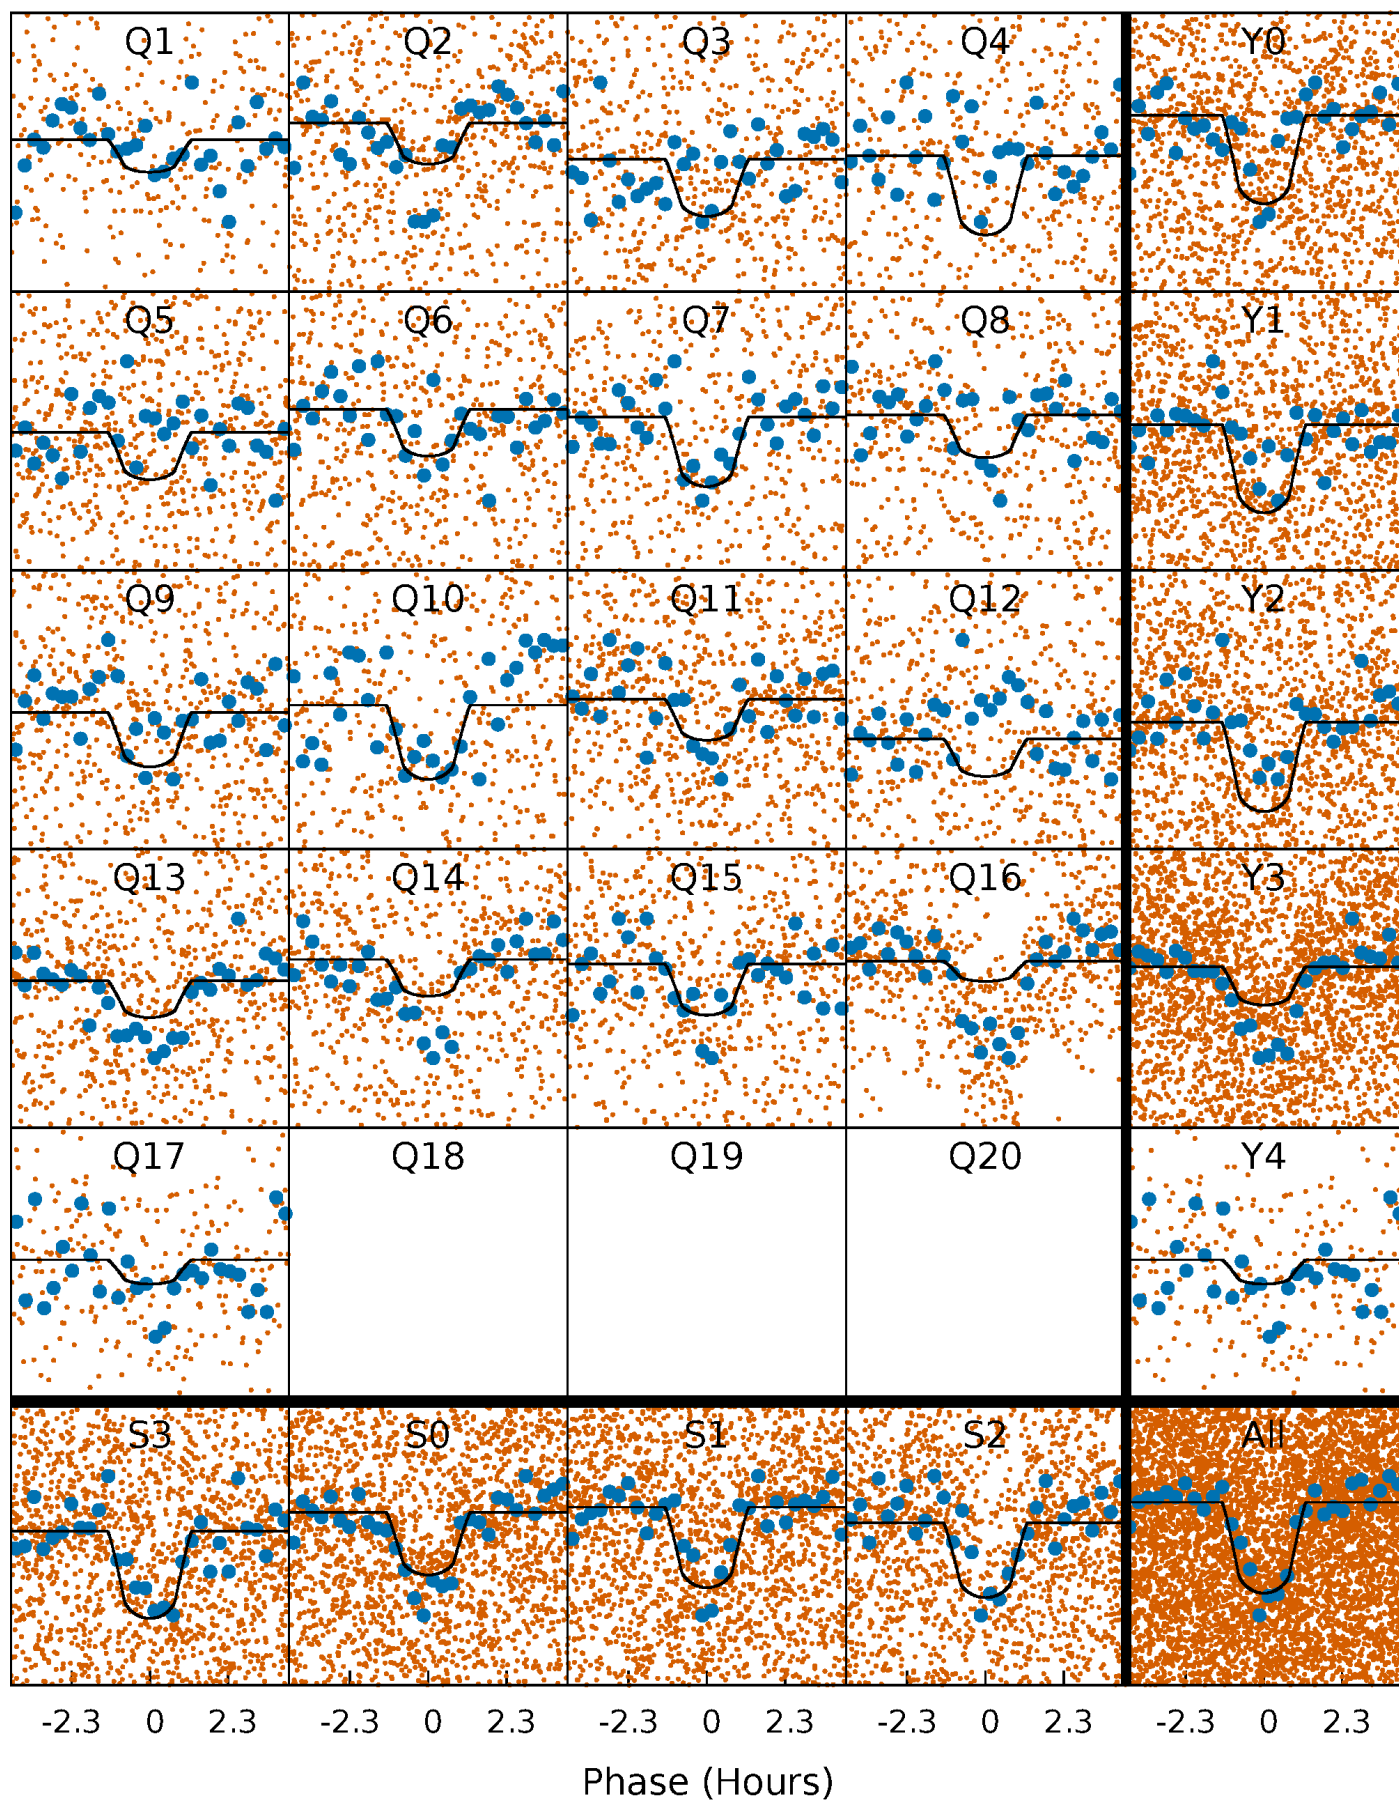 Q1 Q2 Q3 Q4 Y0
Q5 Q6 Q7 Q8 Y1
Q9 Q10 Q11 Q12 Y2
Q13 Q14 Q15 Q16 Y3
Q17 Q18 Q19 Q20 Y4
S3 S0 S1 S2 All
-2.3 0 2.3 -2.3 0 2.3 -2.3 0 2.3 -2.3 0 2.3 -2.3 0 2.3
Phase (Hours)